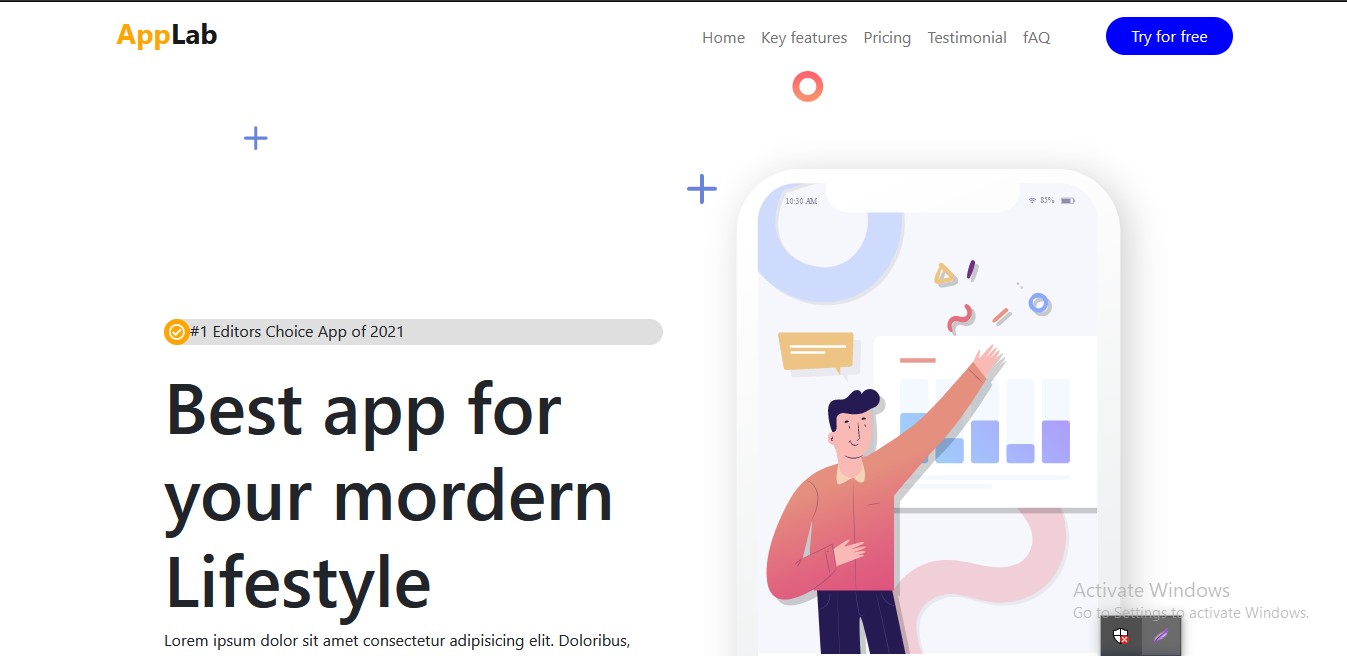 AppLab
Home Key features Pricing Testimonial fAQ Try for free
10:30 AM 85%
#1 Editors Choice App of 2021
Best app for
your mordern
Lifestyle
Lorem ipsum dolor sit amet consectetur adipisicing elit. Doloribus,
Activate Windows
Go to Settings to activate Windows.